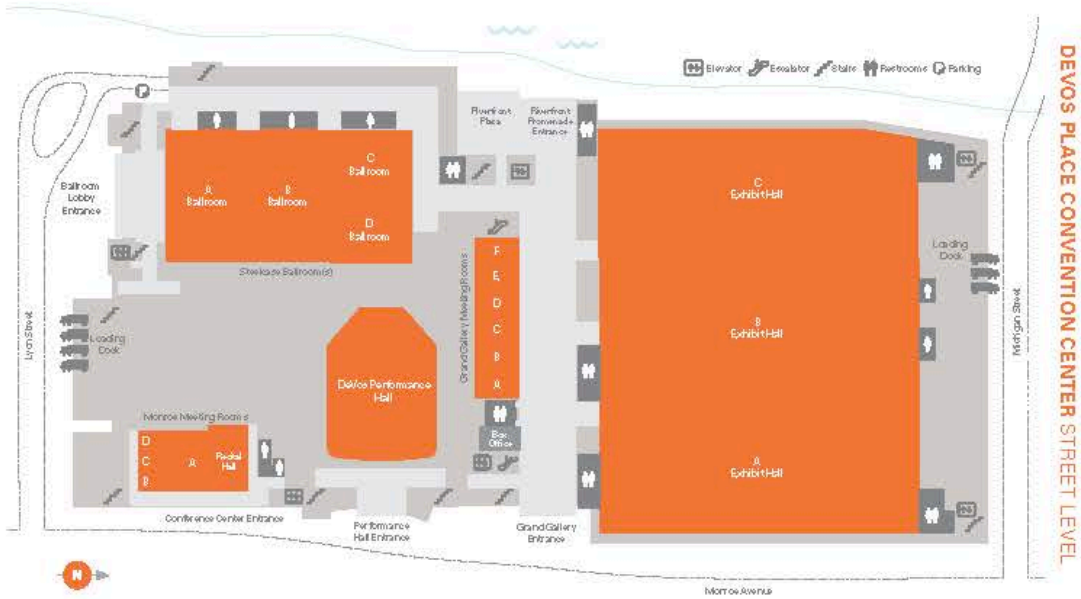 Elevator Escalator Stairs Restrooms Parking
DEVOS PLACE CONVENTION CENTER STREET LEVEL
Riverfront
Plaza
Riverfront
Promenade
Entrance
Ballroom
Lobby
Entrance
A
Ballroom
B
Ballroom
C
Ballroom
D
Ballroom
Steelcase Ballroom(s)
Grand Gallery Meeting Rooms
F
E
D
C
B
A
Box
Office
C
Exhibit Hall
B
Exhibit Hall
A
Exhibit Hall
Loading
Dock
Michigan Street
Lyon Street
Loading
Dock
DeVos Performance
Hall
Monroe Meeting Rooms
D
C
B
A
Recital
Hall
Conference Center Entrance
Performance
Hall Entrance
Grand Gallery
Entrance
N
Monroe Avenue